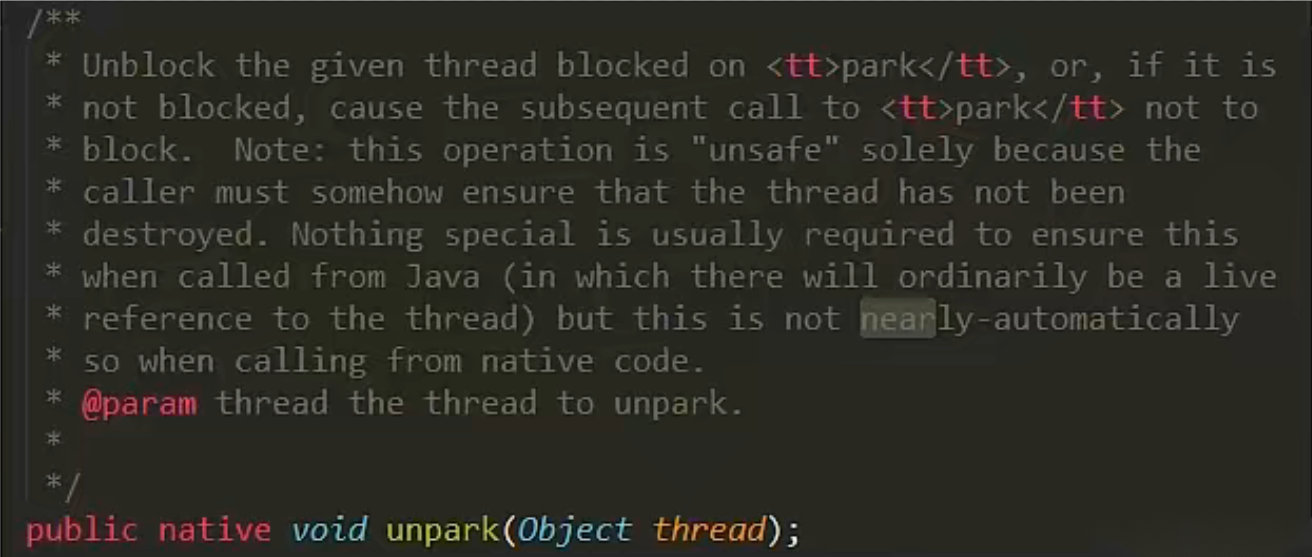 /**
* Unblock the given thread blocked on <tt>park</tt>, or, if it is
* not blocked, cause the subsequent call to <tt>park</tt> not to
* block.  Note: this operation is "unsafe" solely because the
* caller must somehow ensure that the thread has not been
* destroyed. Nothing special is usually required to ensure this
* when called from Java (in which there will ordinarily be a live
* reference to the thread) but this is not nearly-automatically
* so when calling from native code.
* @param thread the thread to unpark.
*
*/
public native void unpark(Object thread);